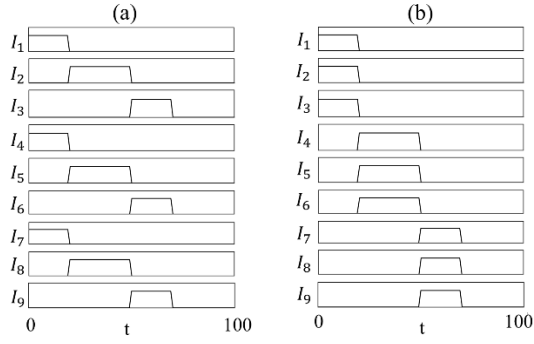 (a) (b)
I1 I1
I2 I2
I3 I3
I4 I4
I5 I5
I6 I6
I7 I7
I8 I8
I9 I9
0 t 100 0 t 100